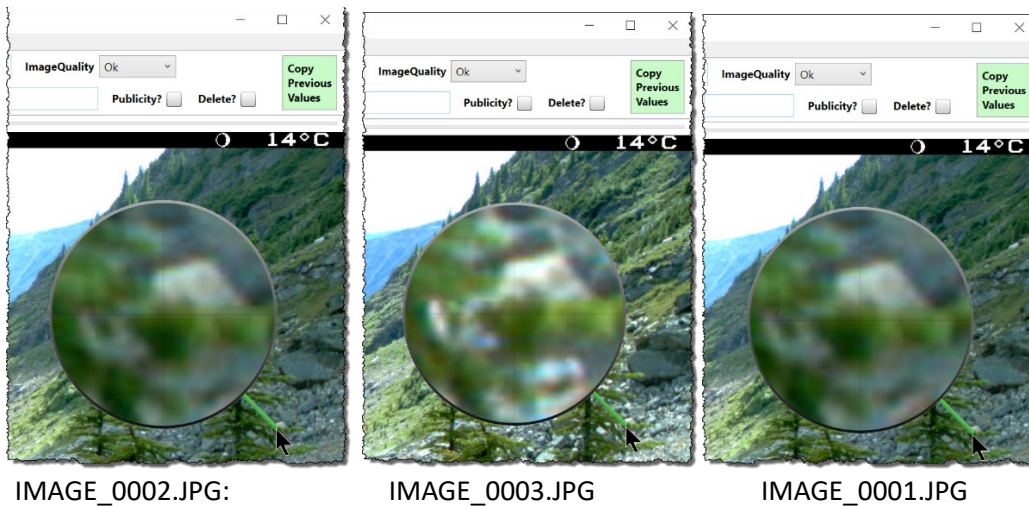 ImageQuality Ok
Copy
Previous
Values
Publicity? Delete?
14°C
IMAGE_0002.JPG:
ImageQuality Ok
Copy
Previous
Values
Publicity? Delete?
14°C
IMAGE_0003.JPG
ImageQuality Ok
Copy
Previous
Values
Publicity? Delete?
14°C
IMAGE_0001.JPG